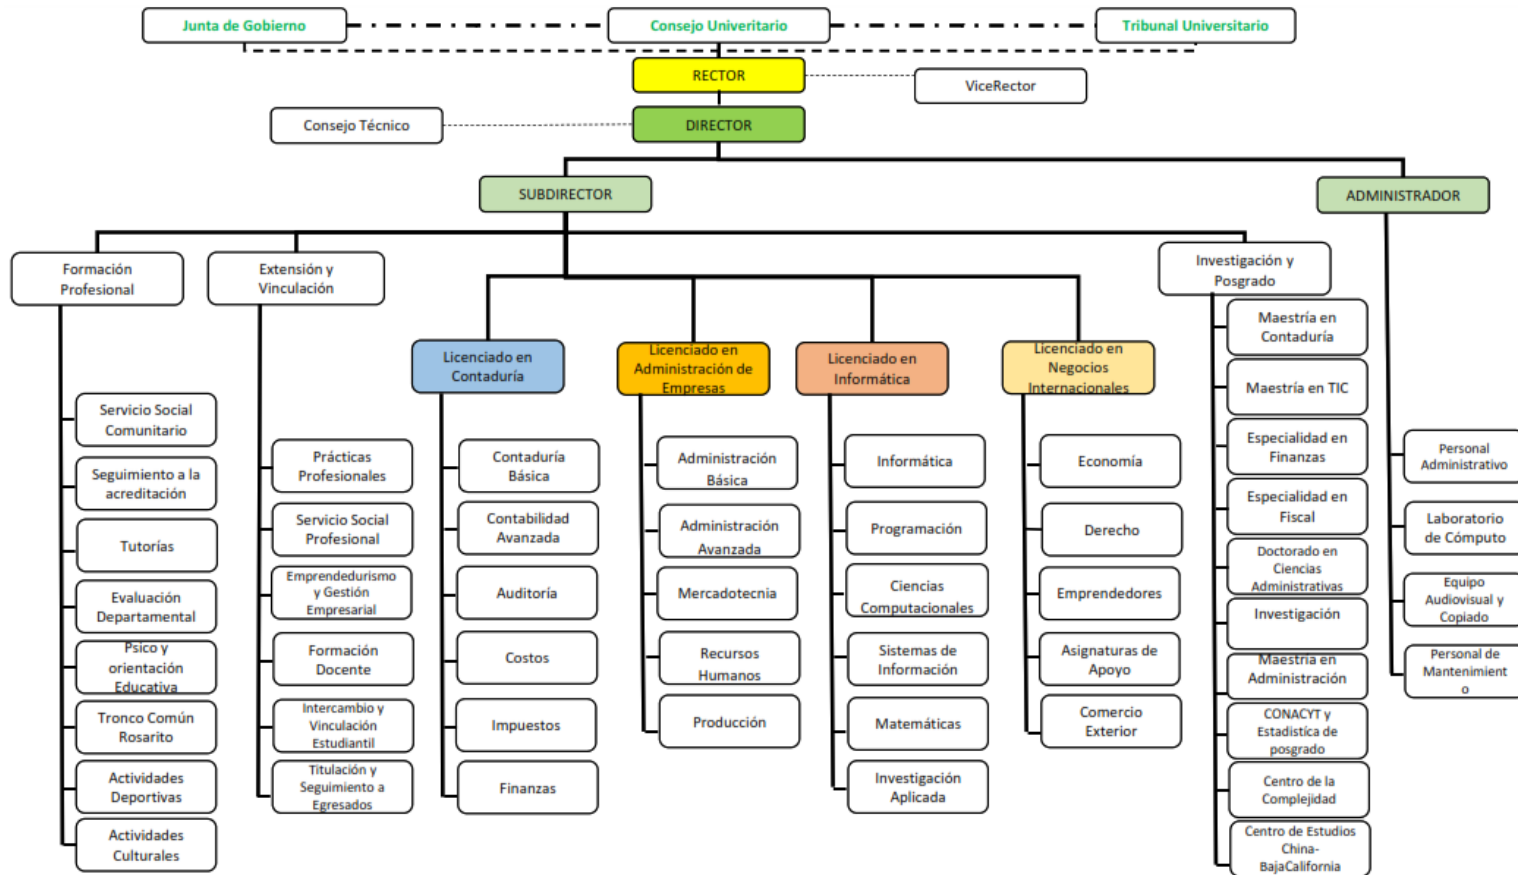 Junta de Gobierno
Consejo Univeritario
Tribunal Universitario
RECTOR
ViceRector
Consejo Técnico
DIRECTOR
SUBDIRECTOR
ADMINISTRADOR
Formación
Profesional
Extensión y
Vinculación
Investigación y
Posgrado
Licenciado en
Contaduría
Licenciado en
Administración de
Empresas
Licenciado en
Informática
Licenciado en
Negocios
Internacionales
Servicio Social
Comunitario
Seguimiento a la
acreditación
Tutorías
Evaluación
Departamental
Psico y
orientación
Educativa
Tronco Común
Rosarito
Actividades
Deportivas
Actividades
Culturales
Prácticas
Profesionales
Servicio Social
Profesional
Emprendedurismo
y Gestión
Empresarial
Formación
Docente
Intercambio y
Vinculación
Estudiantil
Titulación y
Seguimiento a
Egresados
Contaduría
Básica
Contabilidad
Avanzada
Auditoría
Costos
Impuestos
Finanzas
Administración
Básica
Administración
Avanzada
Mercadotecnia
Recursos
Humanos
Producción
Informática
Programación
Ciencias
Computacionales
Sistemas de
Información
Matemáticas
Investigación
Aplicada
Economía
Derecho
Emprendedores
Asignaturas de
Apoyo
Comercio
Exterior
Maestría en
Contaduría
Maestría en TIC
Especialidad en
Finanzas
Especialidad en
Fiscal
Doctorado en
Ciencias
Administrativas
Investigación
Maestría en
Administración
CONACYT y
Estadistíca de
posgrado
Centro de la
Complejidad
Centro de Estudios
China-
BajaCalifornia
Personal
Administrativo
Laboratorio
de Cómputo
Equipo
Audiovisual y
Copiado
Personal de
Mantenimient
o